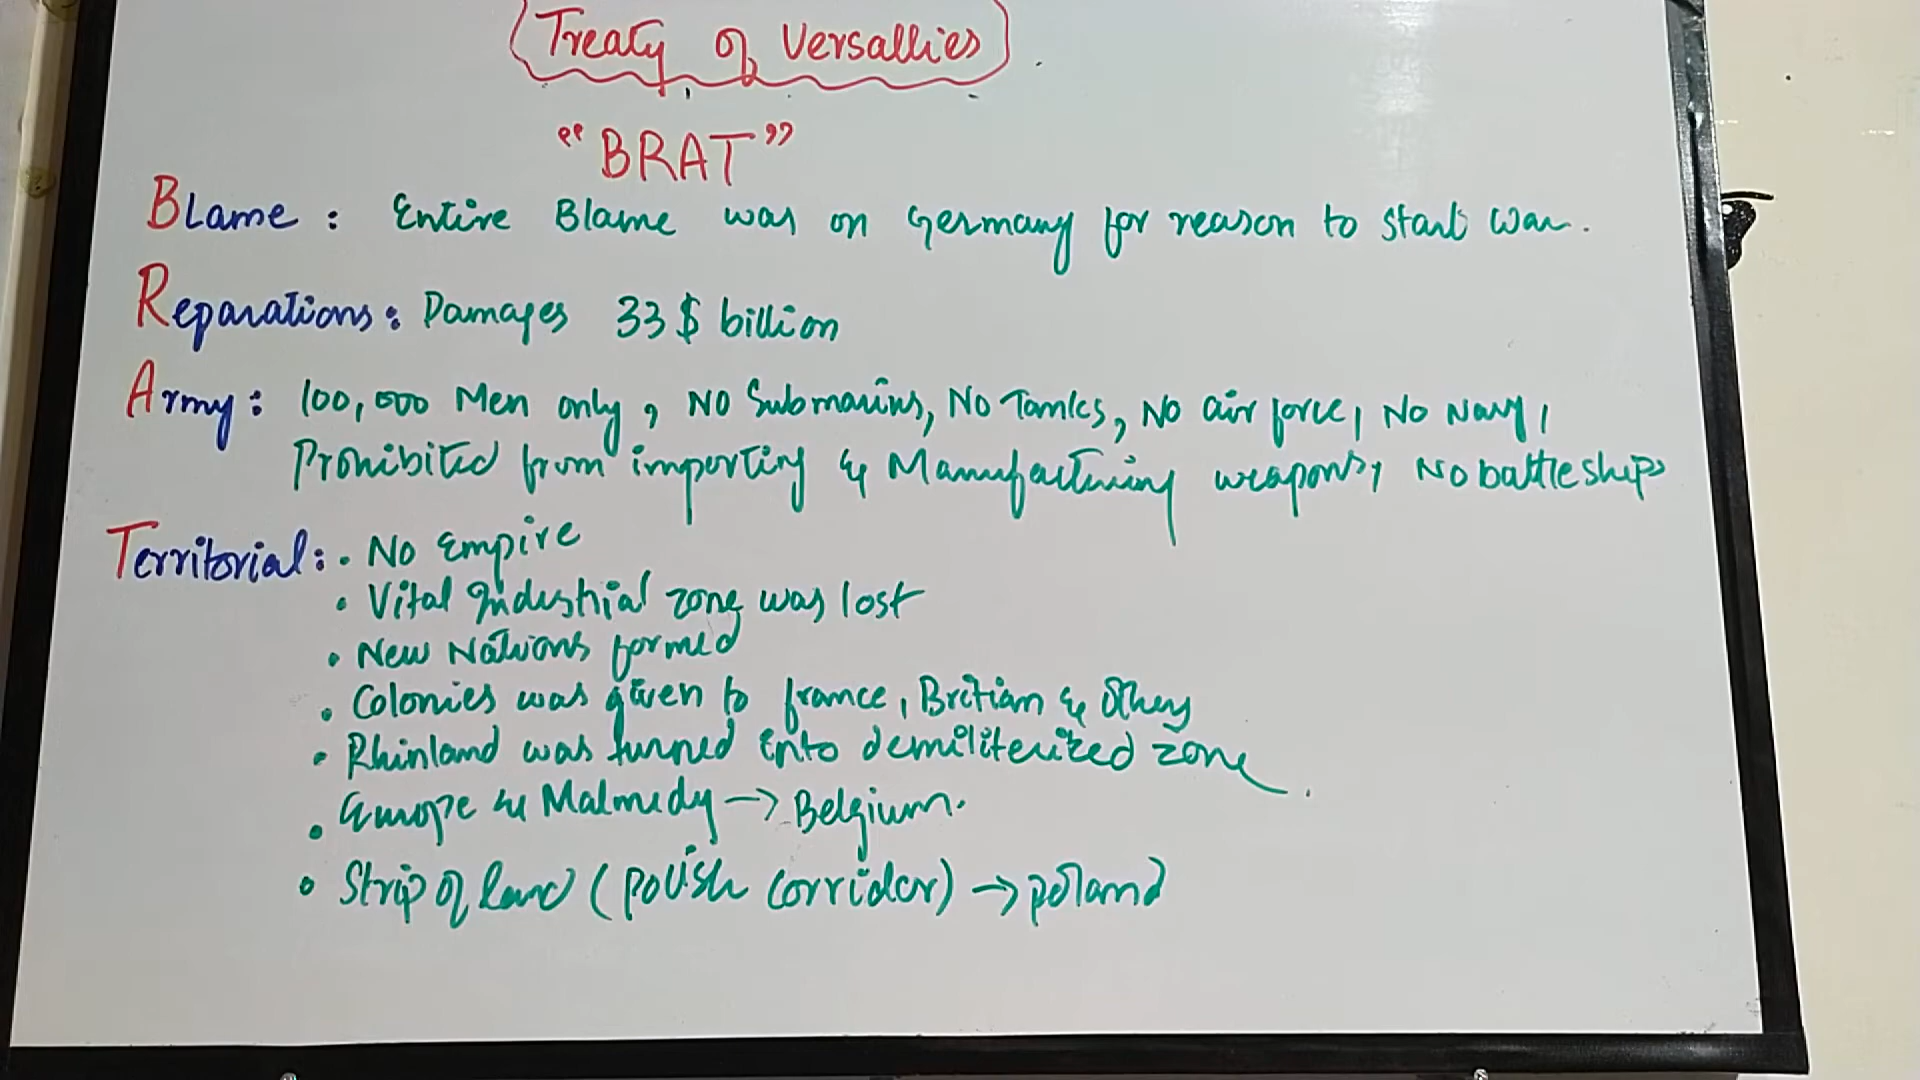 Treaty of Versallies
"BRAT"
Blame : Entire Blame was on Germany for reason to start war.
Reparations: Damages 33 $ billion
Army: 100,000 Men only, No Submarins, No Tanks, No air force, No Navy,
Prohibited from importing & Manufacturing weapons, No battleships
Territorial: • No Empire
• Vital Industrial zone was lost
• New Nations formed
• Colonies was given to france, Britian & Others
• Rhinland was turned into demiliterized zone.
• Europe & Malmedy → Belgium.
• Strip of land (polish corridor) → poland